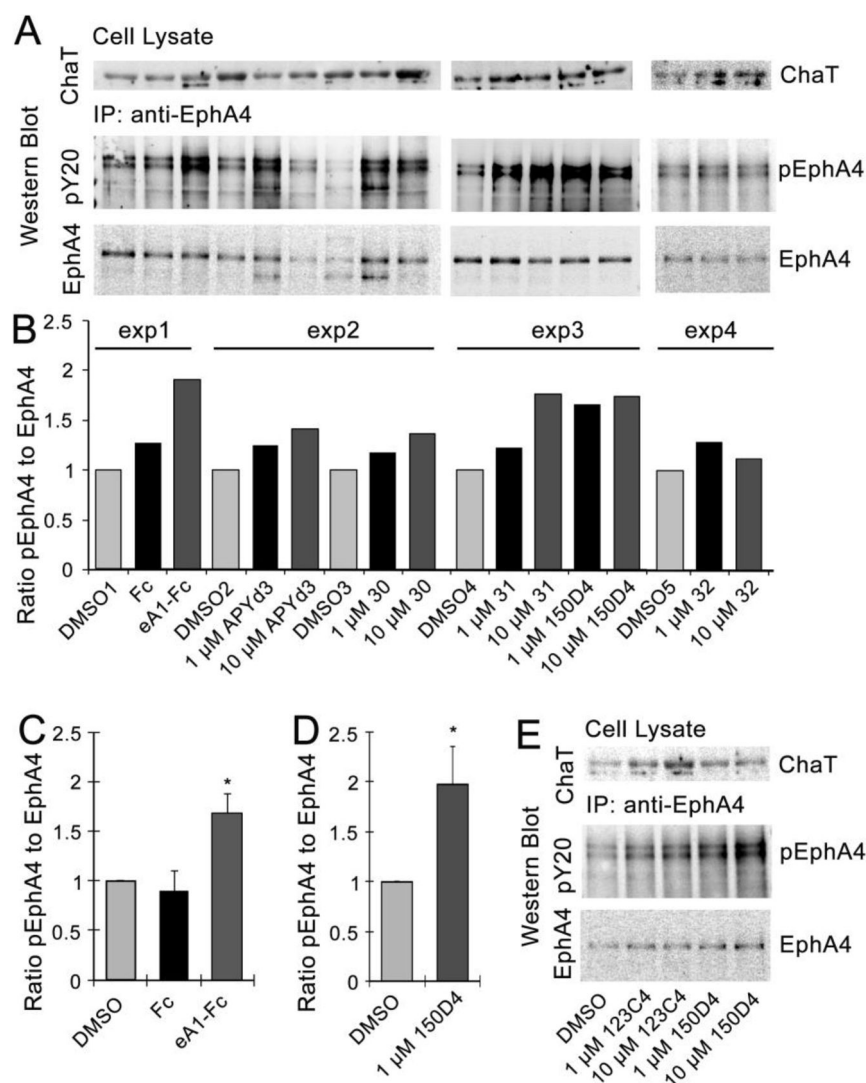 A
Cell Lysate
ChaT
ChaT
IP: anti-EphA4
Western Blot
pY20
pEphA4
EphA4
EphA4
B
Ratio pEphA4 to EphA4
2.5
2
1.5
1
0.5
0
exp1
exp2
exp3
exp4
DMSO1
Fc
eA1-Fc
DMSO2
1 µM APYd3
10 µM APYd3
DMSO3
1 µM 30
10 µM 30
DMSO4
1 µM 31
10 µM 31
1 µM 150D4
10 µM 150D4
DMSO5
1 µM 32
10 µM 32
C
Ratio pEphA4 to EphA4
2.5
2
1.5
1
0.5
0
*
DMSO
Fc
eA1-Fc
D
Ratio pEphA4 to EphA4
2.5
2
1.5
1
0.5
0
*
DMSO
1 µM 150D4
E
Cell Lysate
ChaT
ChaT
IP: anti-EphA4
Western Blot
pY20
pEphA4
EphA4
EphA4
DMSO
1 µM 123C4
10 µM 123C4
1 µM 150D4
10 µM 150D4